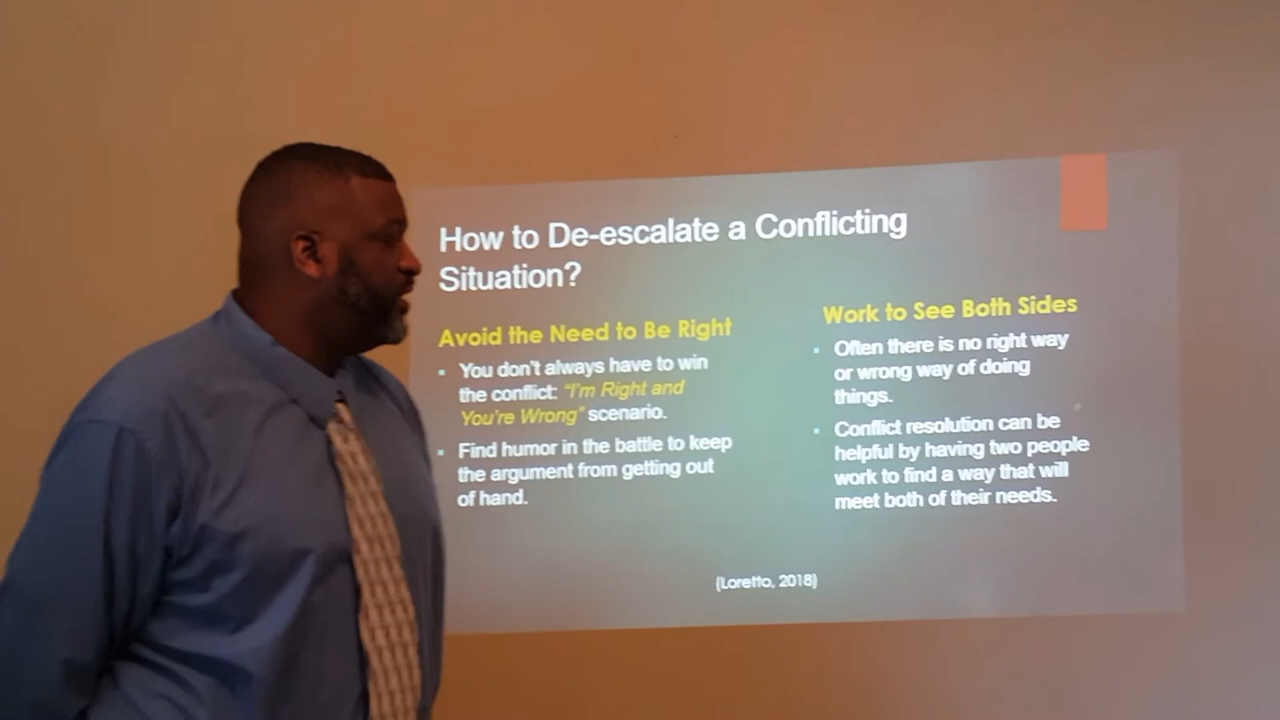 How to De-escalate a Conflicting
Situation?
Avoid the Need to Be Right
You don't always have to win
the conflict: "I'm Right and
You're Wrong" scenario.
Find humor in the battle to keep
the argument from getting out
of hand.
Work to See Both Sides
Often there is no right way
or wrong way of doing
things.
Conflict resolution can be
helpful by having two people
work to find a way that will
meet both of their needs.
(Loretto, 2018)